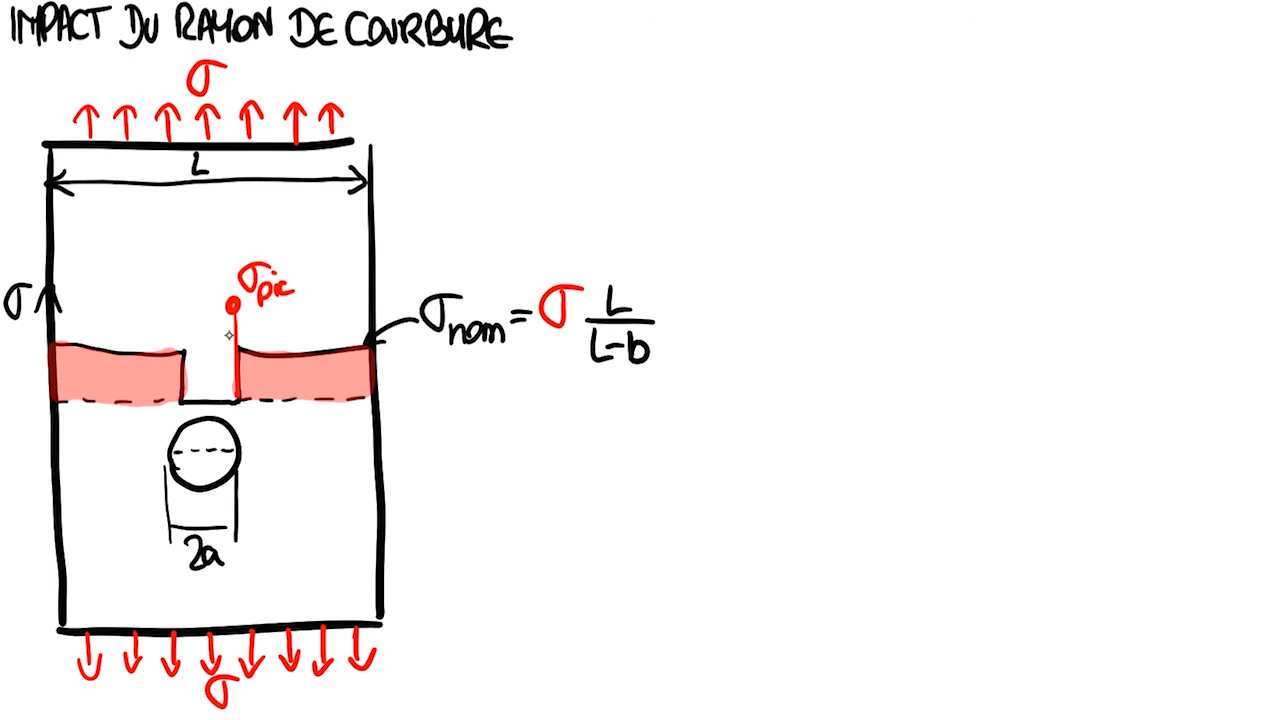 IMPACT DU RAYON DE COURBURE
σ
L
σpic
σ
σnom = σ L/(L-b)
2a
σ